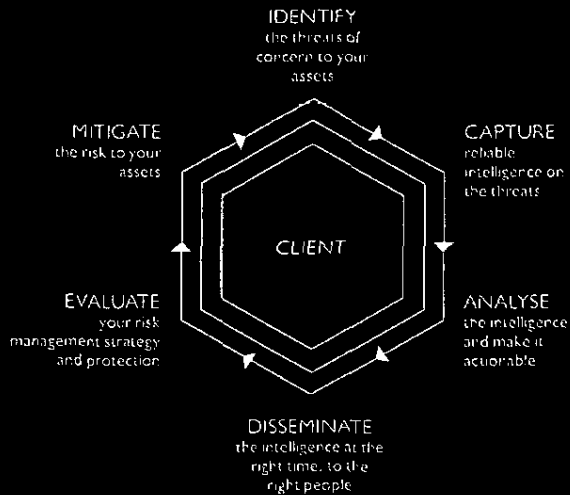 IDENTIFY
the threats of
concern to your
assets
MITIGATE
the risk to your
assets
CAPTURE
reliable
intelligence on
the threats
CLIENT
EVALUATE
your risk
management strategy
and protection
ANALYSE
the intelligence
and make it
actionable
DISSEMINATE
the intelligence at the
right time, to the
right people